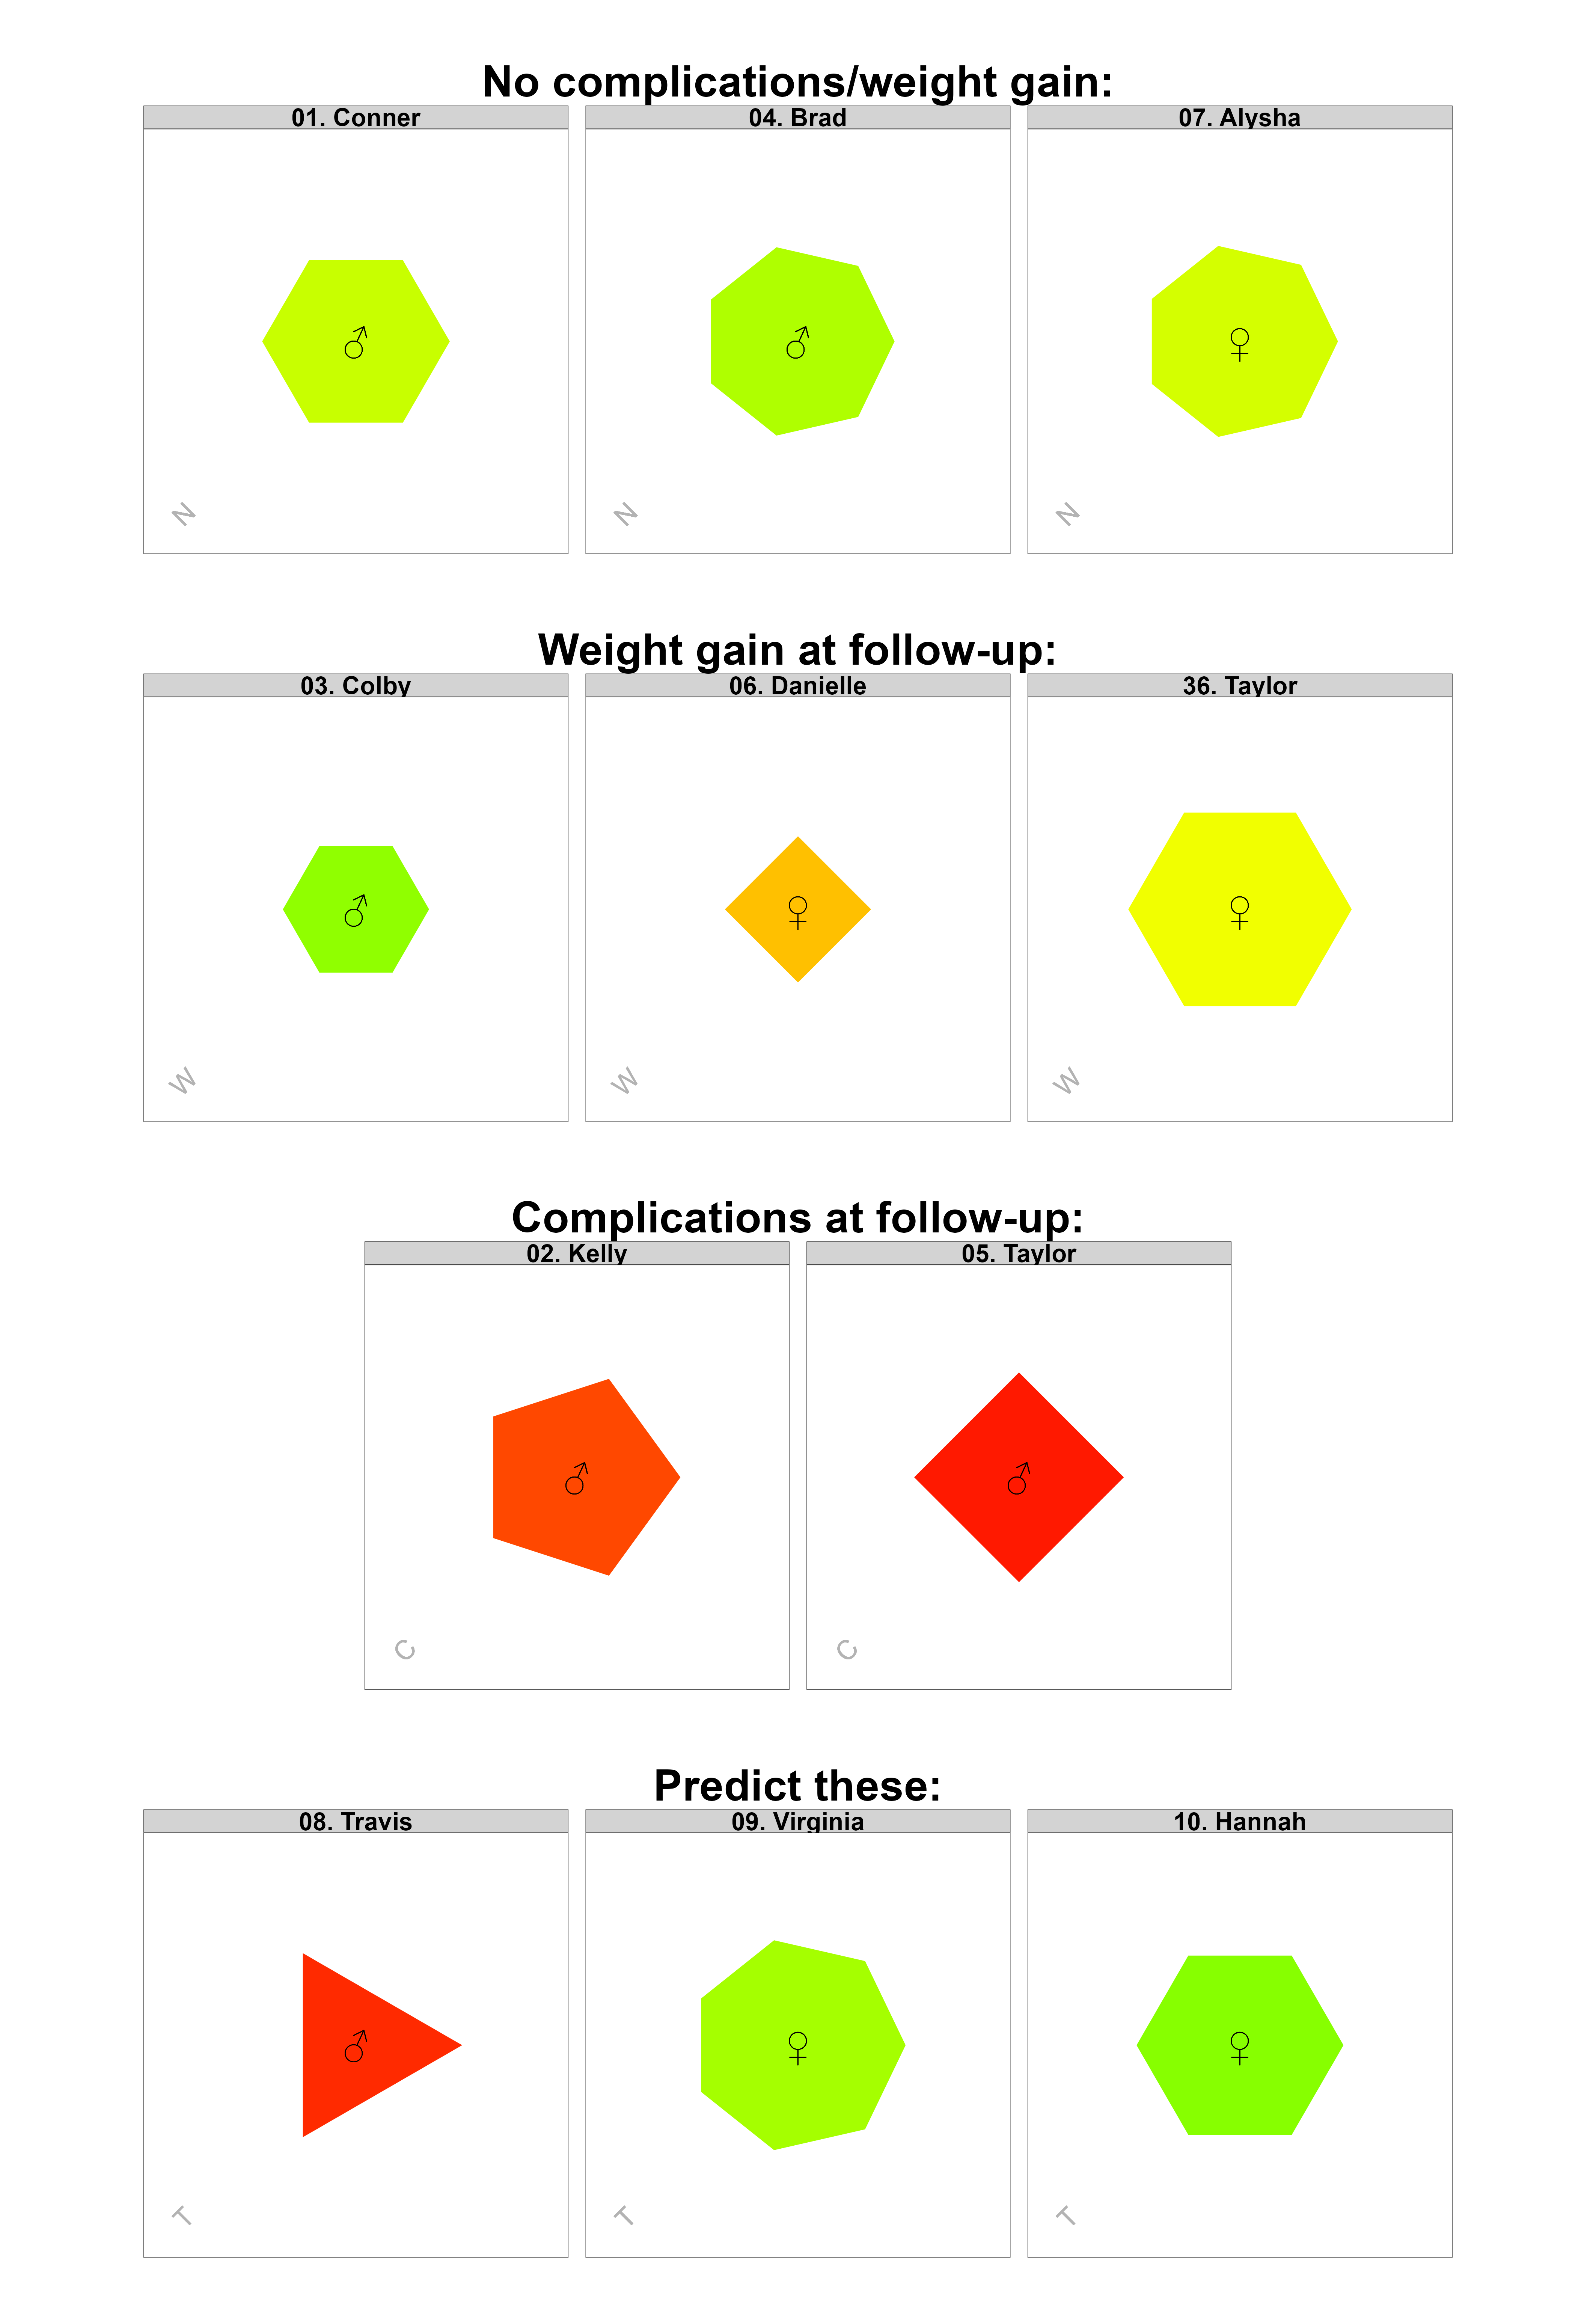 No complications/weight gain:
01. Conner
04. Brad
07. Alysha
♂
♂
♀
N
N
N
Weight gain at follow-up:
03. Colby
06. Danielle
36. Taylor
♂
♀
♀
W
W
W
Complications at follow-up:
02. Kelly
05. Taylor
♂
♂
C
C
Predict these:
08. Travis
09. Virginia
10. Hannah
♂
♀
♀
T
T
T